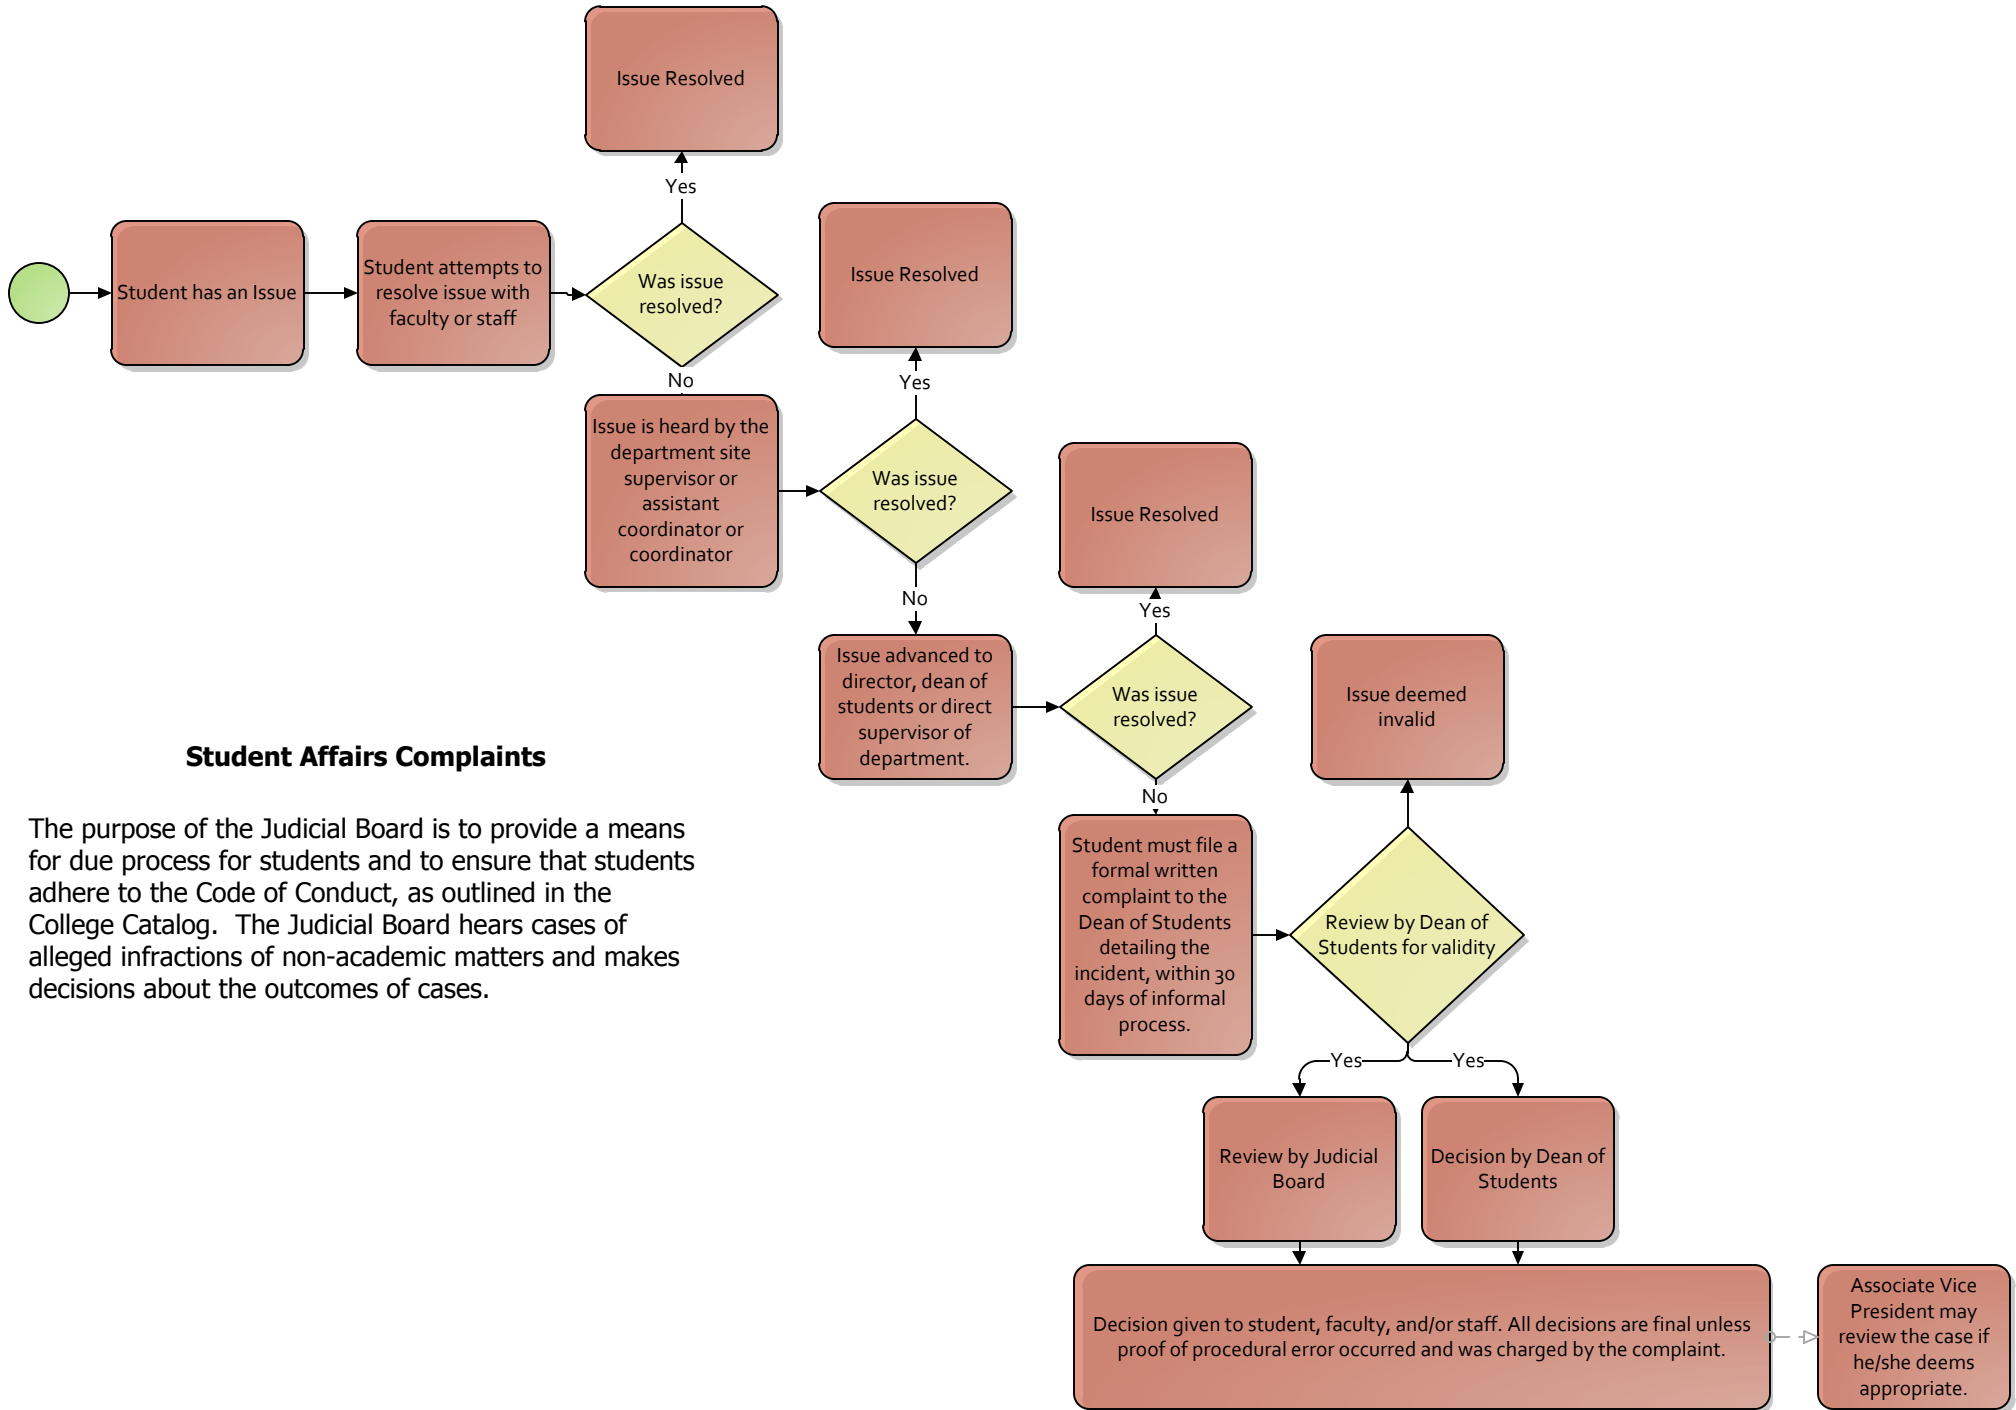 Issue Resolved
Yes
Student has an Issue
Student attempts to
resolve issue with
faculty or staff
Was issue
resolved?
Issue Resolved
Yes
No
Issue is heard by the
department site
supervisor or
assistant
coordinator or
coordinator
Was issue
resolved?
Issue Resolved
Yes
No
Issue advanced to
director, dean of
students or direct
supervisor of
department.
Was issue
resolved?
Issue deemed
invalid
No
Student must file a
formal written
complaint to the
Dean of Students
detailing the
incident, within 30
days of informal
process.
Review by Dean of
Students for validity
Yes
Yes
Review by Judicial
Board
Decision by Dean of
Students
Decision given to student, faculty, and/or staff. All decisions are final unless
proof of procedural error occurred and was charged by the complaint.
Associate Vice
President may
review the case if
he/she deems
appropriate.
Student Affairs Complaints
The purpose of the Judicial Board is to provide a means
for due process for students and to ensure that students
adhere to the Code of Conduct, as outlined in the
College Catalog.  The Judicial Board hears cases of
alleged infractions of non-academic matters and makes
decisions about the outcomes of cases.